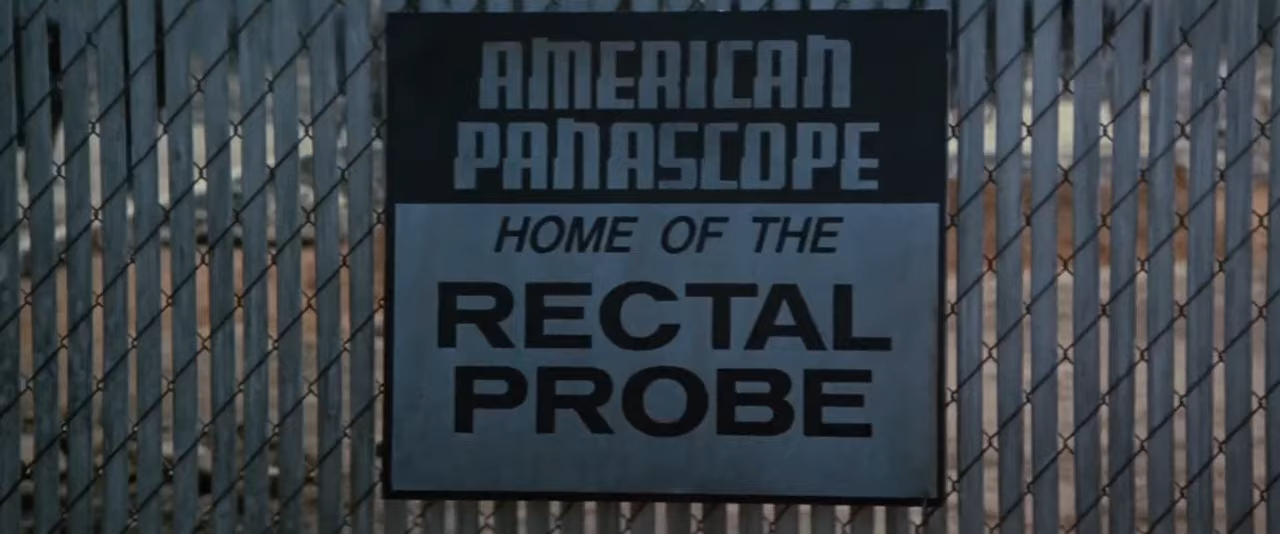 AMERICAN
PANASCOPE
HOME OF THE
RECTAL
PROBE